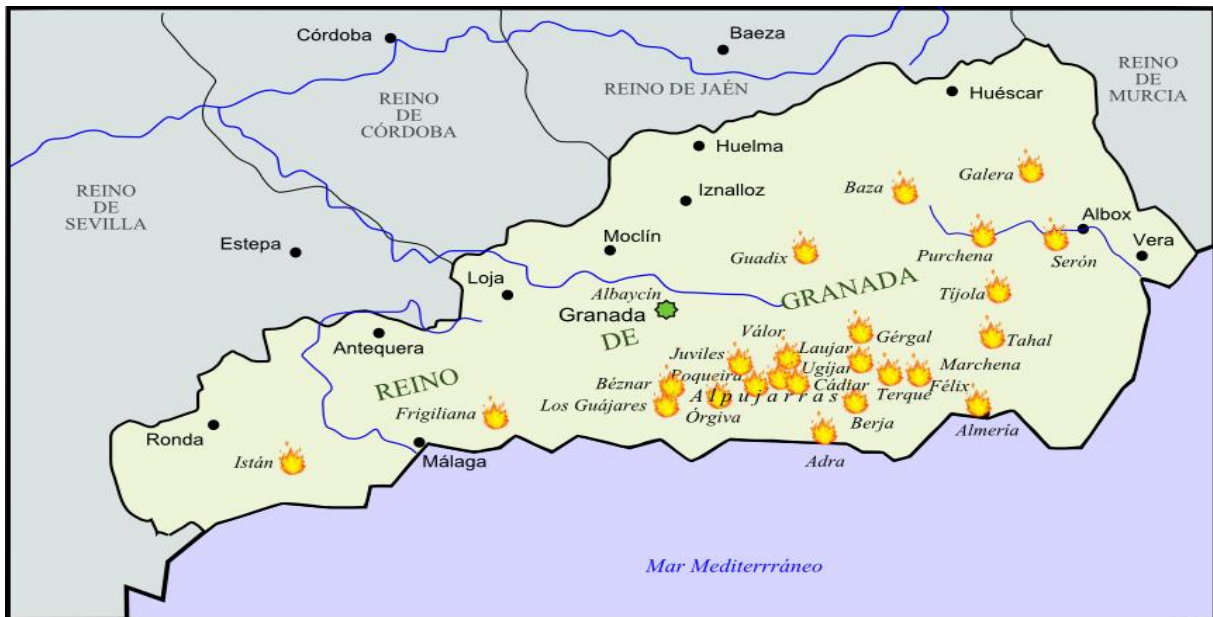 Córdoba
Baeza
REINO
DE
MURCIA
REINO DE JAÉN
REINO
DE
CÓRDOBA
Huéscar
Huelma
Galera
Baza
Iznalloz
REINO
DE
SEVILLA
Albox
Estepa
Moclín
Guadix
Purchena
Serón
Vera
Loja
Albaycín
GRANADA
Tíjola
Granada
DE
Antequera
Válor
Gérgal
Tahal
Juviles
Laujar
Marchena
REINO
Béznar
Poqueira
Ugíjar
Cádiar
Félix
Terque
Alpujarras
Frigiliana
Los Guájares
Órgiva
Berja
Almería
Ronda
Istán
Málaga
Adra
Mar Mediterrráneo